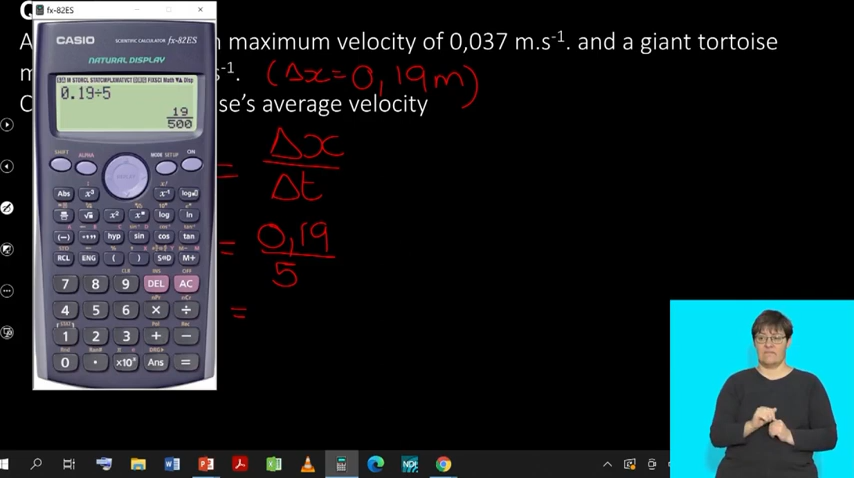 fx-82ES
Q
A
n maximum velocity of 0,037 m.s-1. and a giant tortoise
m
s-1. (Δx = 0,19m)
C
se's average velocity
CASIO
SCIENTIFIC CALCULATOR fx-82ES
NATURAL DISPLAY
0.19÷5
19
500
= Δx
Δt
= 0,19
5
=
SHIFT ALPHA REPLAY MODE SETUP ON
Abs x³ x⁻¹ log
x² log ln
(−) hyp sin cos tan
RCL ENG ( ) S⇔D M+
7 8 9 DEL AC
4 5 6 × ÷
1 2 3 + −
0 . ×10ˣ Ans =